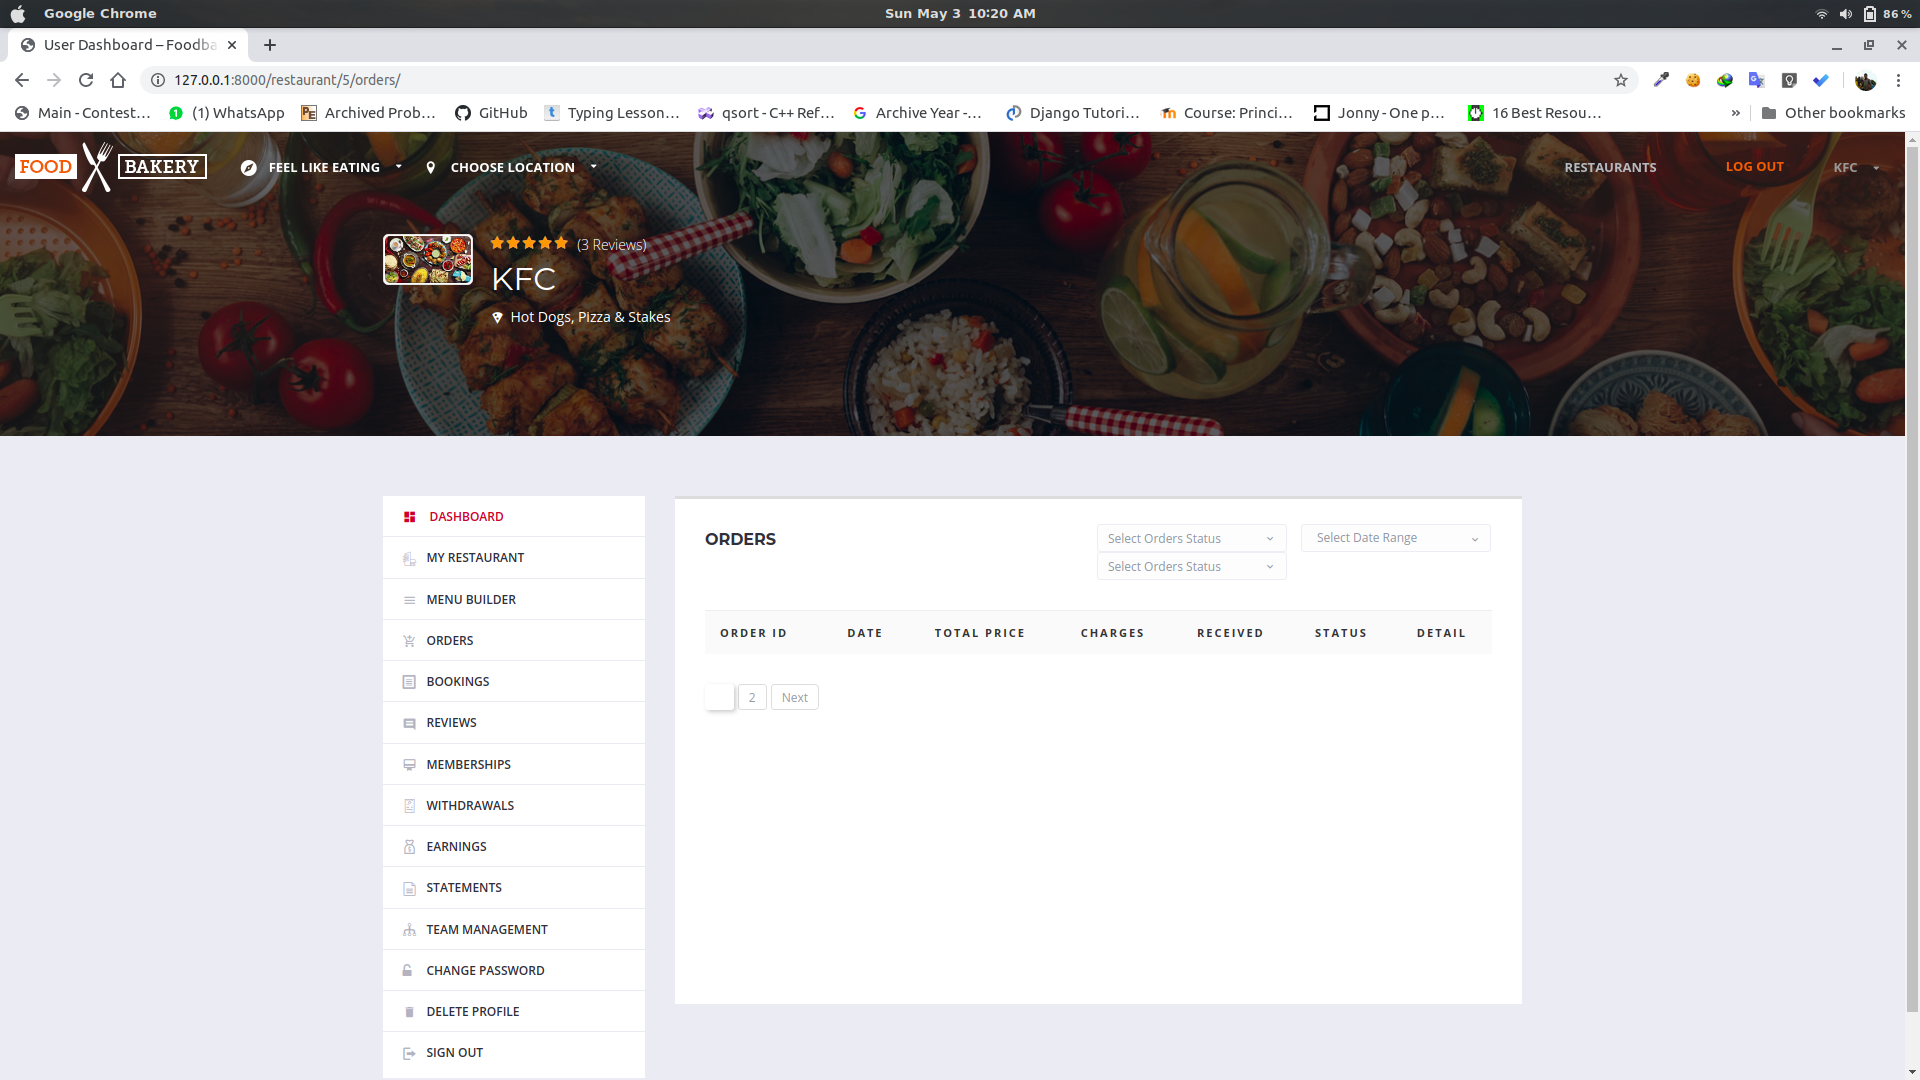 Google Chrome
Sun May 3 10:20 AM
86 %
User Dashboard – Foodba
127.0.0.1:8000/restaurant/5/orders/
Main - Contest...
(1) WhatsApp
Archived Prob...
GitHub
Typing Lesson...
qsort - C++ Ref...
Archive Year -...
Django Tutori...
Course: Princi...
Jonny - One p...
16 Best Resou...
»
Other bookmarks
FOOD BAKERY
FEEL LIKE EATING
CHOOSE LOCATION
RESTAURANTS
LOG OUT
KFC
(3 Reviews)
KFC
Hot Dogs, Pizza & Stakes
DASHBOARD
MY RESTAURANT
MENU BUILDER
ORDERS
BOOKINGS
REVIEWS
MEMBERSHIPS
WITHDRAWALS
EARNINGS
STATEMENTS
TEAM MANAGEMENT
CHANGE PASSWORD
DELETE PROFILE
SIGN OUT
ORDERS
Select Orders Status
Select Date Range
Select Orders Status
ORDER ID DATE TOTAL PRICE CHARGES RECEIVED STATUS DETAIL
2 Next